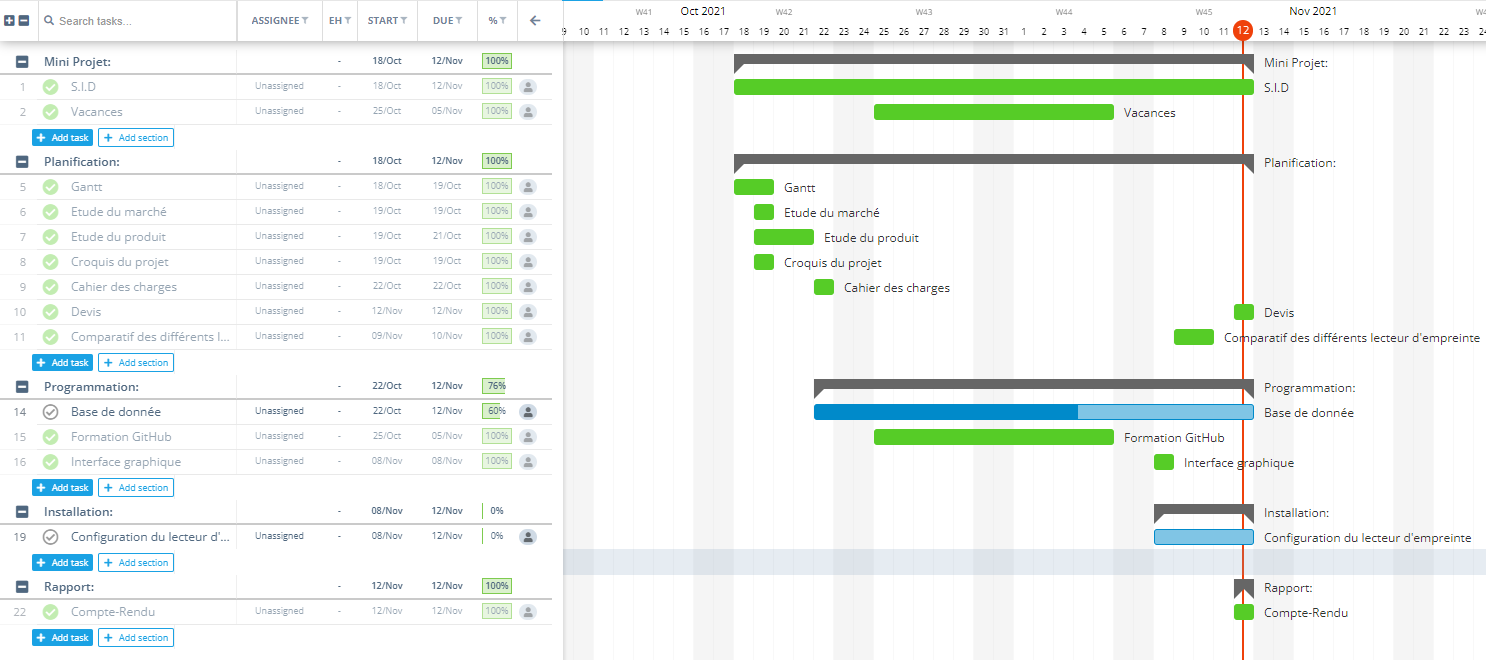 Search tasks... ASSIGNEE EH START DUE %
W41 Oct 2021 W42 W43 W44 W45 Nov 2021
9 10 11 12 13 14 15 16 17 18 19 20 21 22 23 24 25 26 27 28 29 30 31 1 2 3 4 5 6 7 8 9 10 11 12 13 14 15 16 17 18 19 20 21 22 23 24
Mini Projet: - 18/Oct 12/Nov 100% Mini Projet:
1 S.I.D Unassigned - 18/Oct 12/Nov 100% S.I.D
2 Vacances Unassigned - 25/Oct 05/Nov 100% Vacances
+ Add task + Add section
Planification: - 18/Oct 12/Nov 100% Planification:
5 Gantt Unassigned - 18/Oct 19/Oct 100% Gantt
6 Etude du marché Unassigned - 19/Oct 19/Oct 100% Etude du marché
7 Etude du produit Unassigned - 19/Oct 21/Oct 100% Etude du produit
8 Croquis du projet Unassigned - 19/Oct 19/Oct 100% Croquis du projet
9 Cahier des charges Unassigned - 22/Oct 22/Oct 100% Cahier des charges
10 Devis Unassigned - 12/Nov 12/Nov 100% Devis
11 Comparatif des différents l... Unassigned - 09/Nov 10/Nov 100% Comparatif des différents lecteur d'empreinte
+ Add task + Add section
Programmation: - 22/Oct 12/Nov 76% Programmation:
14 Base de donnée Unassigned - 22/Oct 12/Nov 60% Base de donnée
15 Formation GitHub Unassigned - 25/Oct 05/Nov 100% Formation GitHub
16 Interface graphique Unassigned - 08/Nov 08/Nov 100% Interface graphique
+ Add task + Add section
Installation: - 08/Nov 12/Nov 0% Installation:
19 Configuration du lecteur d'... Unassigned - 08/Nov 12/Nov 0% Configuration du lecteur d'empreinte
+ Add task + Add section
Rapport: - 12/Nov 12/Nov 100% Rapport:
22 Compte-Rendu Unassigned - 12/Nov 12/Nov 100% Compte-Rendu
+ Add task + Add section